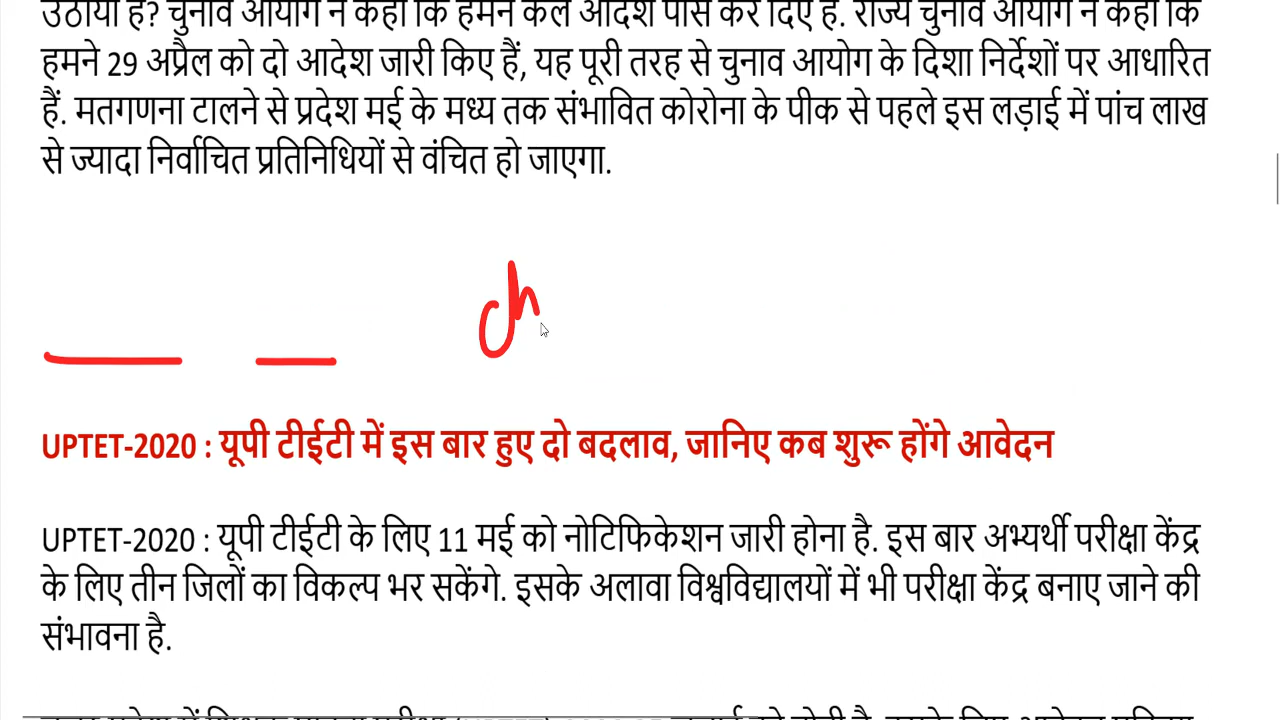 उठाया है? चुनाव आयोग ने कहा कि हमने कल आदेश पास कर दिए हैं. राज्य चुनाव आयोग ने कहा कि
हमने 29 अप्रैल को दो आदेश जारी किए हैं, यह पूरी तरह से चुनाव आयोग के दिशा निर्देशों पर आधारित
हैं. मतगणना टालने से प्रदेश मई के मध्य तक संभावित कोरोना के पीक से पहले इस लड़ाई में पांच लाख
से ज्यादा निर्वाचित प्रतिनिधियों से वंचित हो जाएगा.
ch
UPTET-2020 : यूपी टीईटी में इस बार हुए दो बदलाव, जानिए कब शुरू होंगे आवेदन
UPTET-2020 : यूपी टीईटी के लिए 11 मई को नोटिफिकेशन जारी होना है. इस बार अभ्यर्थी परीक्षा केंद्र
के लिए तीन जिलों का विकल्प भर सकेंगे. इसके अलावा विश्वविद्यालयों में भी परीक्षा केंद्र बनाए जाने की
संभावना है.